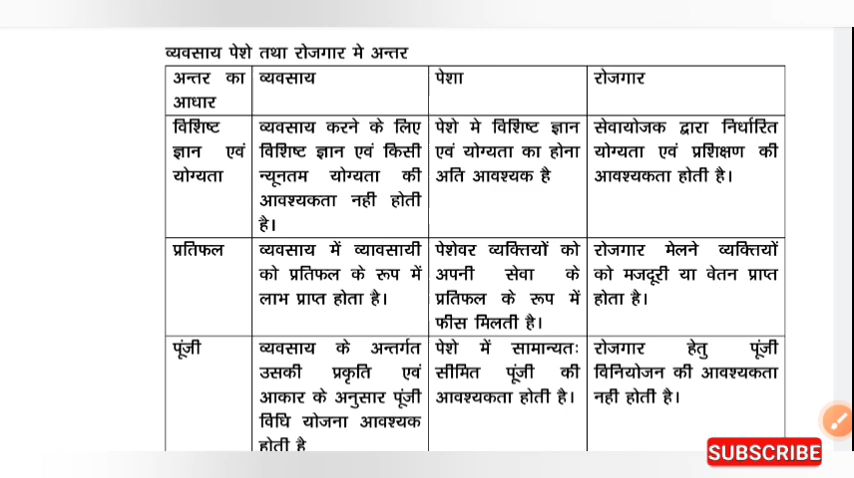 व्यवसाय पेशे तथा रोजगार मे अन्तर
अन्तर का
आधार
व्यवसाय
पेशा
रोजगार
विशिष्ट
ज्ञान एवं
योग्यता
व्यवसाय करने के लिए
विशिष्ट ज्ञान एवं किसी
न्यूनतम योग्यता की
आवश्यकता नही होती
है।
पेशे मे विशिष्ट ज्ञान
एवं योग्यता का होना
अति आवश्यक है
सेवायोजक द्वारा निर्धारित
योग्यता एवं प्रशिक्षण की
आवश्यकता होती है।
प्रतिफल
व्यवसाय में व्यावसायी
को प्रतिफल के रूप में
लाभ प्राप्त होता है।
पेशेवर व्यक्तियों को
अपनी सेवा के
प्रतिफल के रूप में
फीस मिलती है।
रोजगार मेलने व्यक्तियों
को मजदूरी या वेतन प्राप्त
होता है।
पूंजी
व्यवसाय के अन्तर्गत
उसकी प्रकृति एवं
आकार के अनुसार पूंजी
विधि योजना आवश्यक
होती है
पेशे में सामान्यतः
सीमित पूंजी की
आवश्यकता होती है।
रोजगार हेतु पूंजी
विनियोजन की आवश्यकता
नही होती है।
SUBSCRIBE